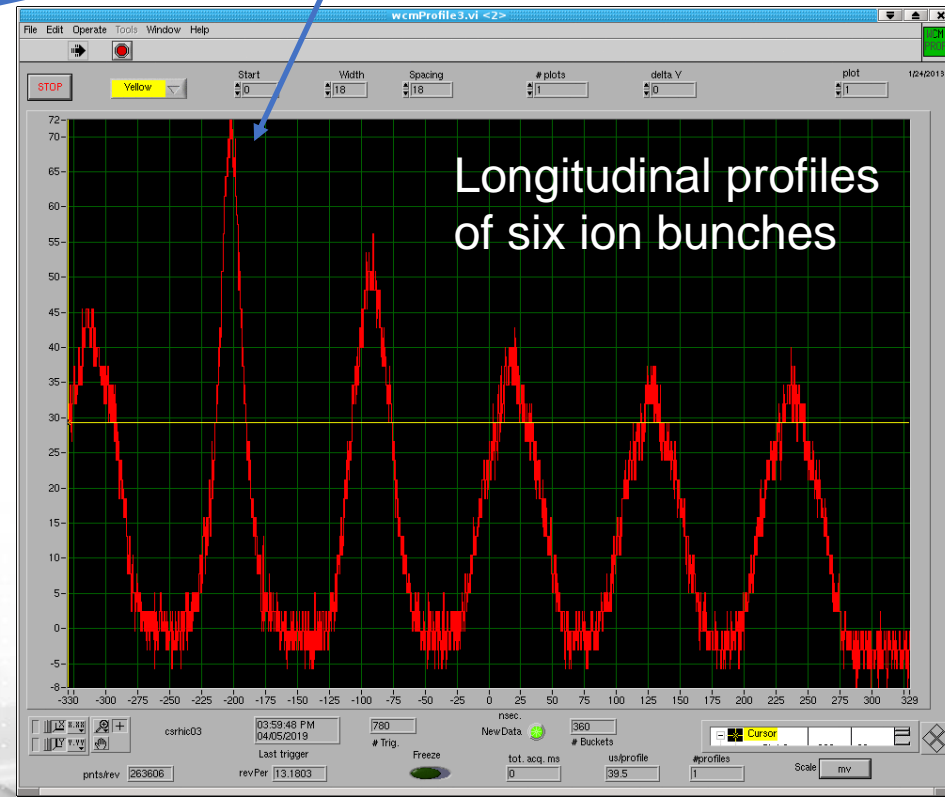 wcmProfile3.vi <2>
File Edit Operate Tools Window Help
WCM
PROF
STOP
Yellow
Start
0
Width
18
Spacing
18
# plots
1
delta Y
0
plot
1
1/24/2013
Longitudinal profiles
of six ion bunches
72-
70-
65-
60-
55-
50-
45-
40-
35-
30-
25-
20-
15-
10-
5-
0-
-5-
-8-
-330 -300 -275 -250 -225 -200 -175 -150 -125 -100 -75 -50 -25 0 25 50 75 100 125 150 175 200 225 250 275 300 329
nsec.
csrhic03
03:59:48 PM
04/05/2019
Last trigger
780
# Trig.
NewData
360
# Buckets
Cursor
pnts/rev 263606
revPer 13.1803
Freeze
tot. acq. ms
0
us/profile
39.5
#profiles
1
Scale mv